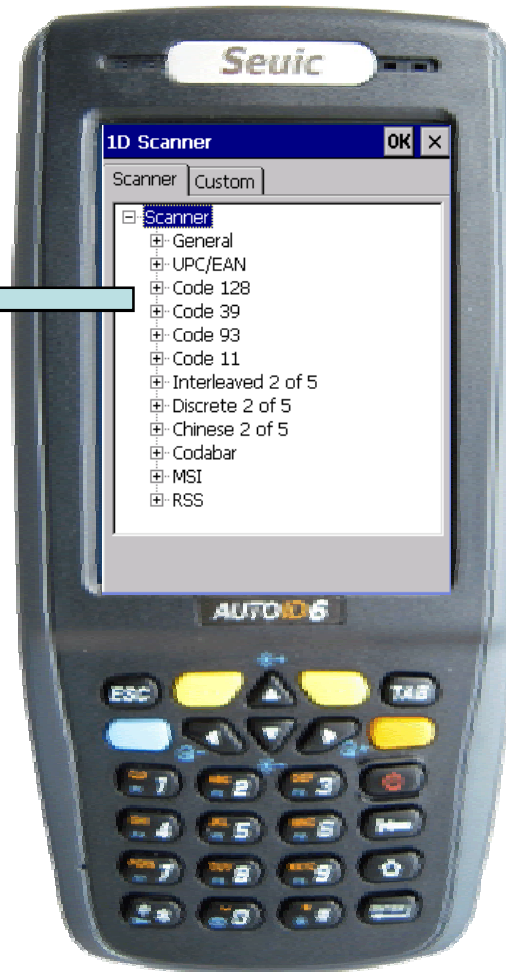 Seuic
1D Scanner OK ×
Scanner Custom
Scanner
General
UPC/EAN
Code 128
Code 39
Code 93
Code 11
Interleaved 2 of 5
Discrete 2 of 5
Chinese 2 of 5
Codabar
MSI
RSS
AUTOID 6
ESC TAB
1 2 3
4 5 6
7 8 9
* 0 #